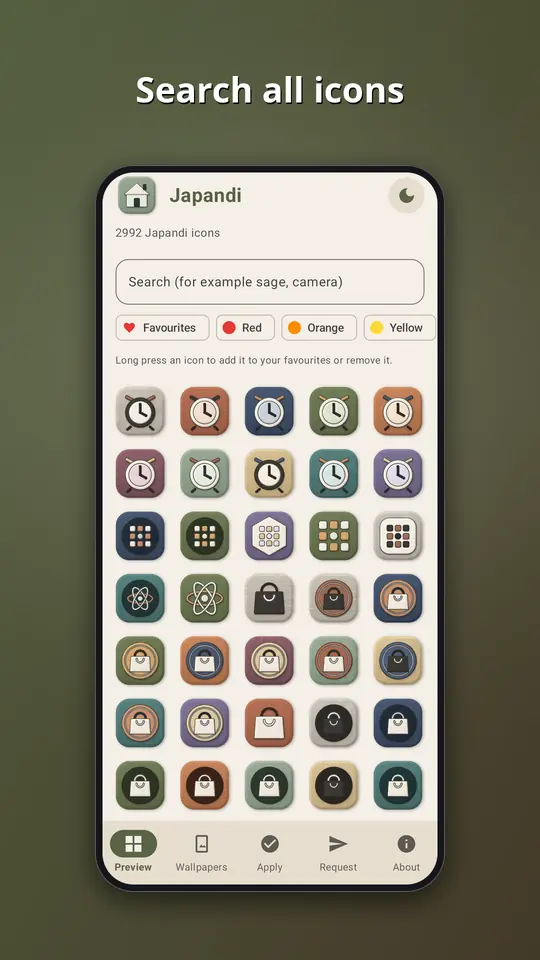 Search all icons
Japandi
2992 Japandi icons
Search (for example sage, camera)
Favourites Red Orange Yellow
Long press an icon to add it to your favourites or remove it.
Preview Wallpapers Apply Request About